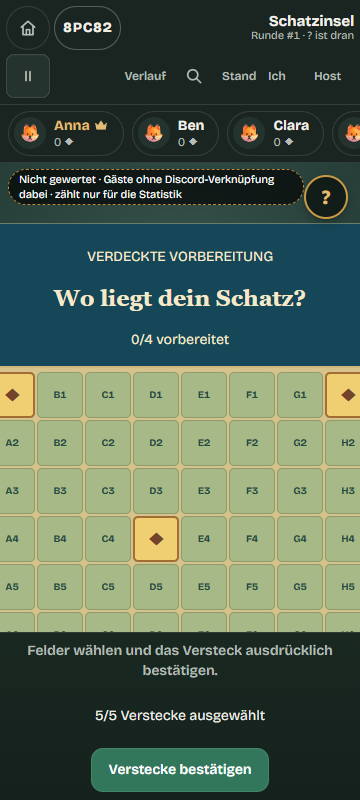 8PC82
Schatzinsel
Runde #1 · ? ist dran
Verlauf Stand Ich Host
Anna
0
Ben
0
Clara
0
Nicht gewertet · Gäste ohne Discord-Verknüpfung
dabei · zählt nur für die Statistik
?
VERDECKTE VORBEREITUNG
Wo liegt dein Schatz?
0/4 vorbereitet
B1 C1 D1 E1 F1 G1
A2 B2 C2 D2 E2 F2 G2 H2
A3 B3 C3 D3 E3 F3 G3 H3
A4 B4 C4 E4 F4 G4 H4
A5 B5 C5 D5 E5 F5 G5 H5
Felder wählen und das Versteck ausdrücklich
bestätigen.
5/5 Verstecke ausgewählt
Verstecke bestätigen